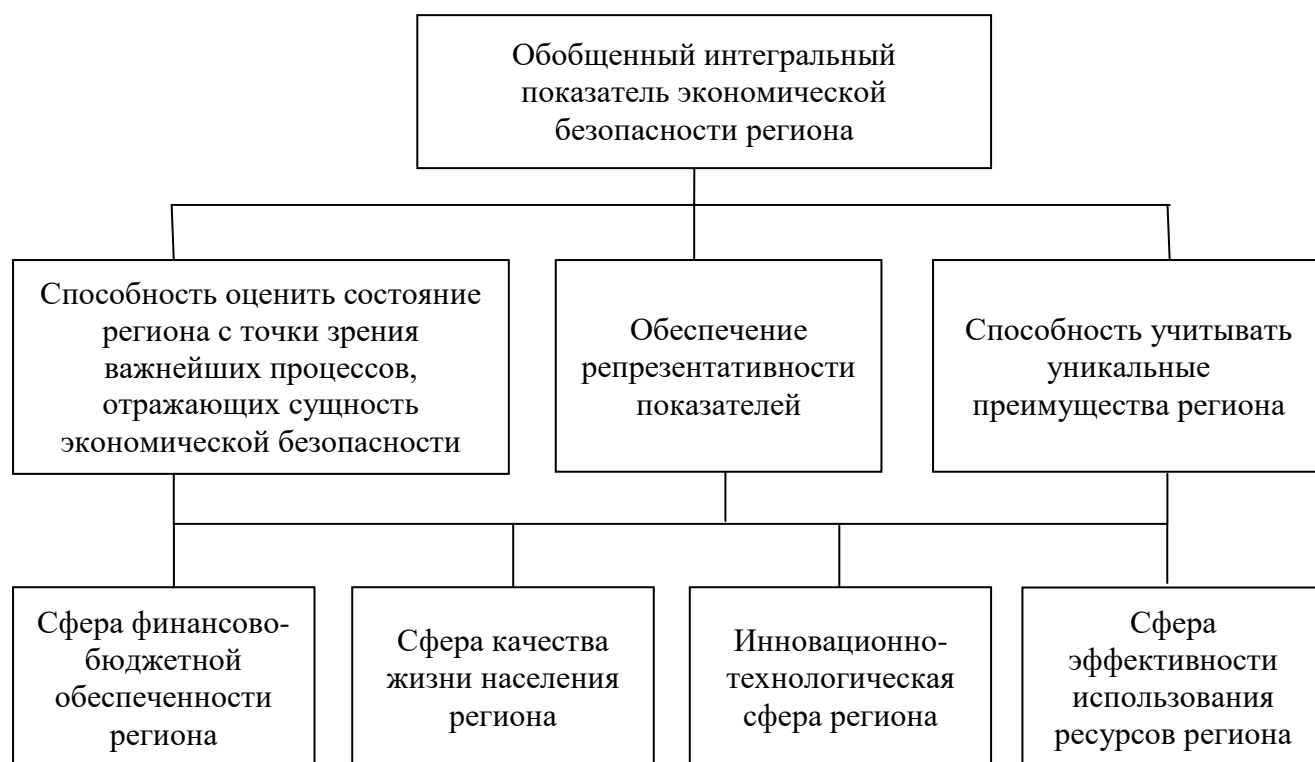 Обобщенный интегральный
показатель экономической
безопасности региона
Способность оценить состояние
региона с точки зрения
важнейших процессов,
отражающих сущность
экономической безопасности
Обеспечение
репрезентативности
показателей
Способность учитывать
уникальные
преимущества региона
Сфера финансово-
бюджетной
обеспеченности
региона
Сфера качества
жизни населения
региона
Инновационно-
технологическая
сфера региона
Сфера
эффективности
использования
ресурсов региона